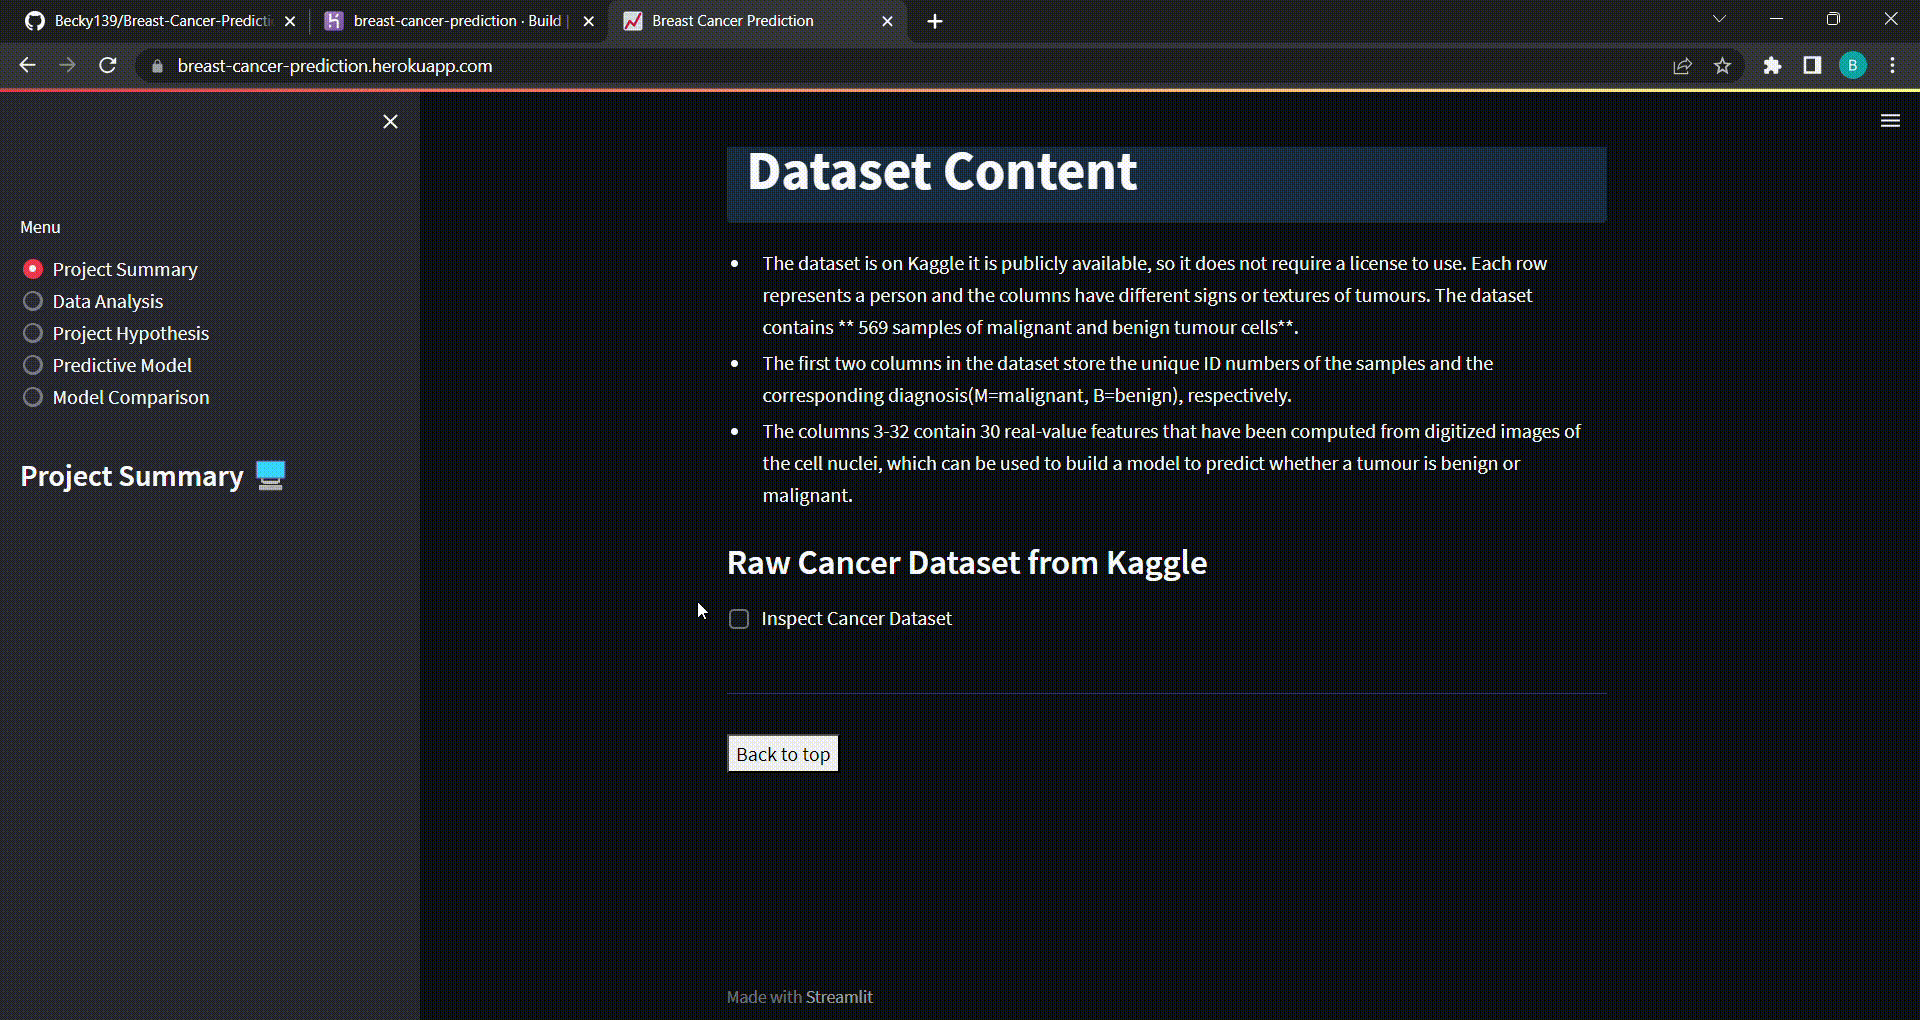 Becky139/Breast-Cancer-Predicti
breast-cancer-prediction · Build |
Breast Cancer Prediction
breast-cancer-prediction.herokuapp.com
B
Menu
Project Summary
Data Analysis
Project Hypothesis
Predictive Model
Model Comparison
Project Summary
Dataset Content
• The dataset is on Kaggle it is publicly available, so it does not require a license to use. Each row
represents a person and the columns have different signs or textures of tumours. The dataset
contains ** 569 samples of malignant and benign tumour cells**.
• The first two columns in the dataset store the unique ID numbers of the samples and the
corresponding diagnosis(M=malignant, B=benign), respectively.
• The columns 3-32 contain 30 real-value features that have been computed from digitized images of
the cell nuclei, which can be used to build a model to predict whether a tumour is benign or
malignant.
Raw Cancer Dataset from Kaggle
Inspect Cancer Dataset
Back to top
Made with Streamlit